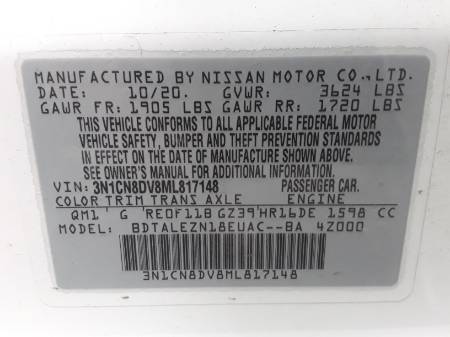 MANUFACTURED BY NISSAN MOTOR CO.,LTD.
DATE: 10/20. GVWR: 3624 LBS
GAWR FR: 1905 LBS GAWR RR: 1720 LBS
THIS VEHICLE CONFORMS TO ALL APPLICABLE FEDERAL MOTOR
VEHICLE SAFETY, BUMPER, AND THEFT PREVENTION STANDARDS
IN EFFECT ON THE DATE OF MANUFACTURE SHOWN ABOVE.
SEE OWNER'S MANUAL FOR ADDITIONAL INFORMATION.
VIN: 3N1CN8DV8ML817148 PASSENGER CAR.
COLOR TRIM TRANS AXLE ENGINE
QM1' G 'RE0F11B GZ39'HR16DE 1598 CC
MODEL: BDTALEZN18EUAC--BA 4Z000
3N1CN8DV8ML817148